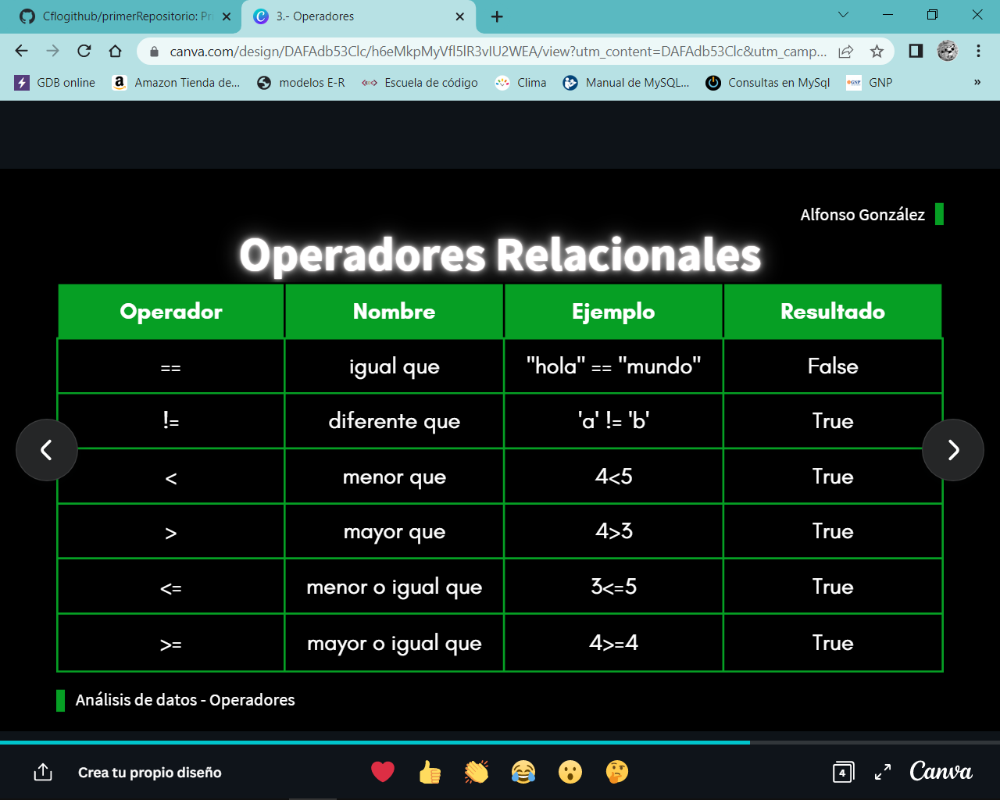 Cflogithub/primerRepositorio: Pri
3.- Operadores
canva.com/design/DAFAdb53Clc/h6eMkpMyVfl5lR3vIU2WEA/view?utm_content=DAFAdb53Clc&utm_camp...
GDB online
Amazon Tienda de...
modelos E-R
Escuela de código
Clima
Manual de MySQL...
Consultas en MySql
GNP
GNP
»
Alfonso González
Operadores Relacionales
Operador Nombre Ejemplo Resultado
== igual que "hola" == "mundo" False
!= diferente que 'a' != 'b' True
< menor que 4<5 True
> mayor que 4>3 True
<= menor o igual que 3<=5 True
>= mayor o igual que 4>=4 True
Análisis de datos - Operadores
Crea tu propio diseño
4
Canva